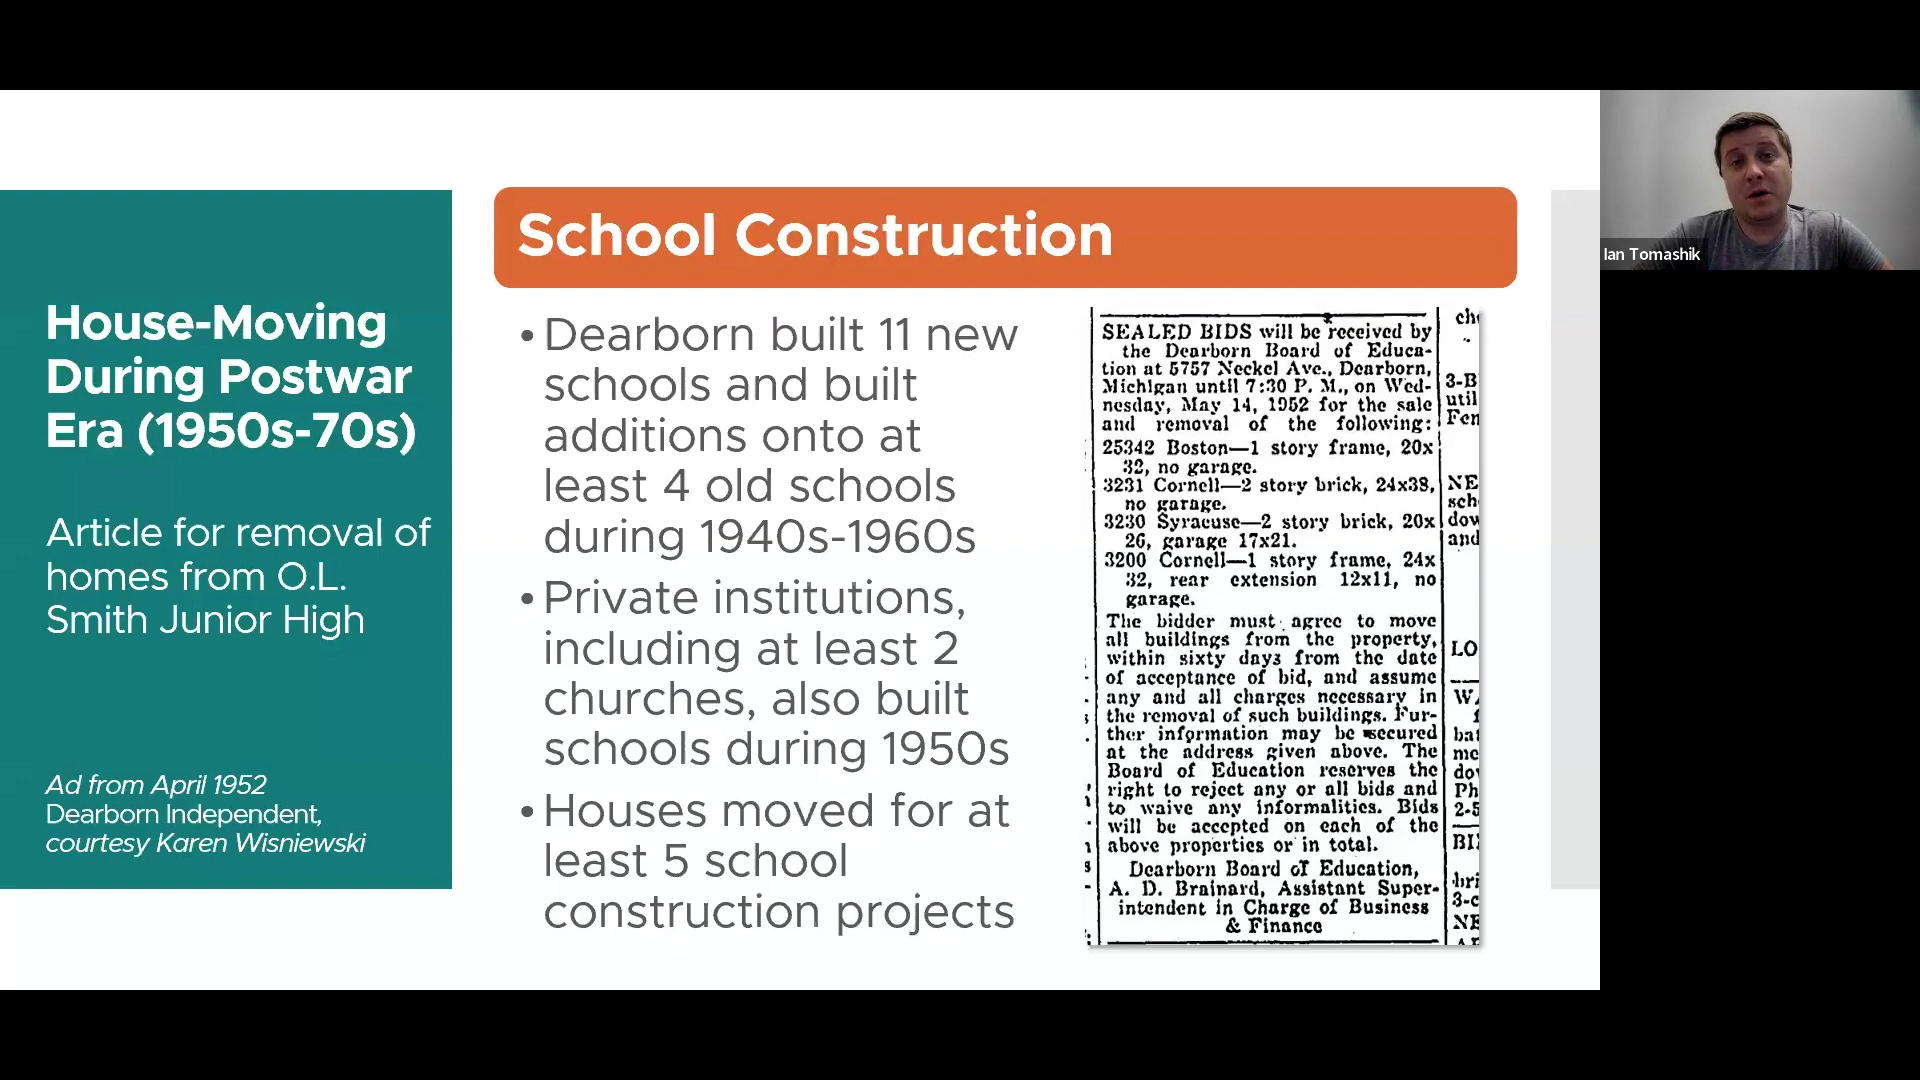 House-Moving
During Postwar
Era (1950s-70s)
Article for removal of
homes from O.L.
Smith Junior High
Ad from April 1952
Dearborn Independent,
courtesy Karen Wisniewski
School Construction
• Dearborn built 11 new
schools and built
additions onto at
least 4 old schools
during 1940s-1960s
• Private institutions,
including at least 2
churches, also built
schools during 1950s
• Houses moved for at
least 5 school
construction projects
SEALED BIDS will be received by
the Dearborn Board of Educa-
tion at 5757 Neckel Ave., Dearborn,
Michigan until 7:30 P. M., on Wed-
nesday, May 14, 1952 for the sale
and removal of the following:
25342 Boston—1 story frame, 20x
32, no garage.
3231 Cornell—2 story brick, 24x38,
no garage.
3230 Syracuse—2 story brick, 20x
26, garage 17x21.
3200 Cornell—1 story frame, 24x
32, rear extension 12x11, no
garage.
The bidder must agree to move
all buildings from the property,
within sixty days from the date
of acceptance of bid, and assume
any and all charges necessary in
the removal of such buildings. Fur-
ther information may be secured
at the address given above. The
Board of Education reserves the
right to reject any or all bids and
to waive any informalities. Bids
will be accepted on each of the
above properties or in total.
Dearborn Board of Education,
A. D. Brainard, Assistant Super-
intendent in Charge of Business
& Finance
Ian Tomashik